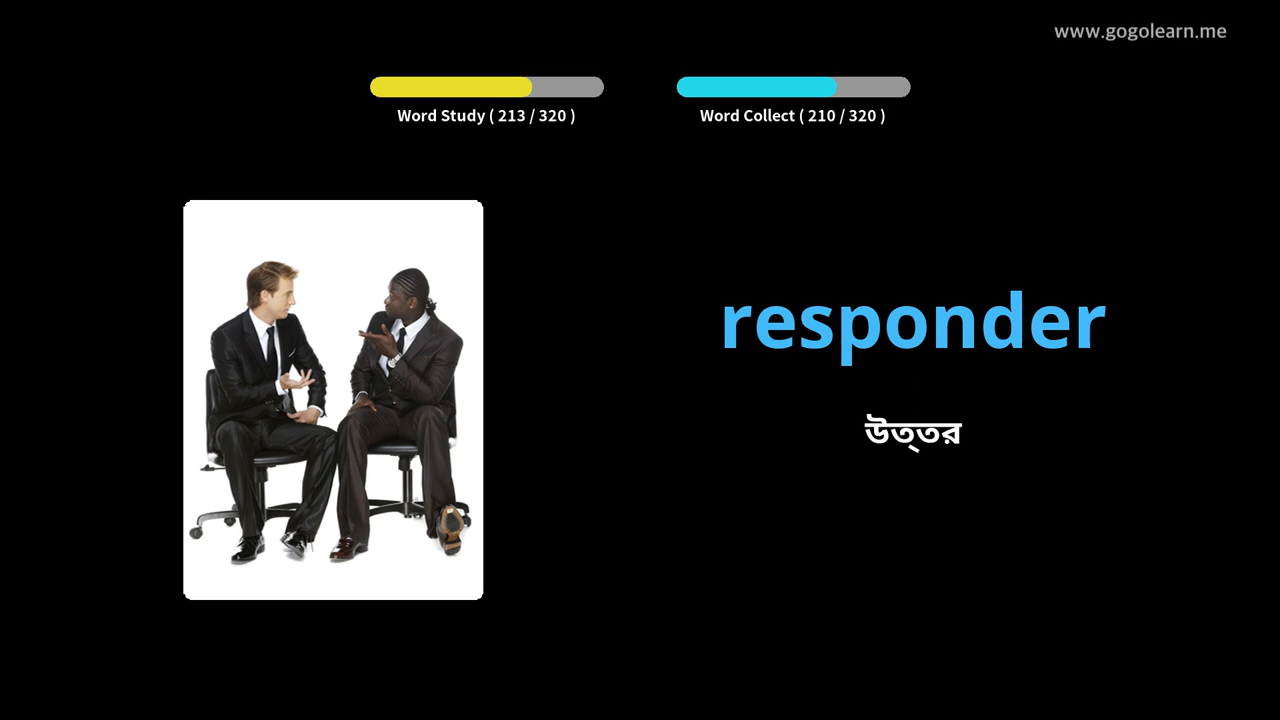 www.gogolearn.me
Word Study ( 213 / 320 )
Word Collect ( 210 / 320 )
responder
উত্তর